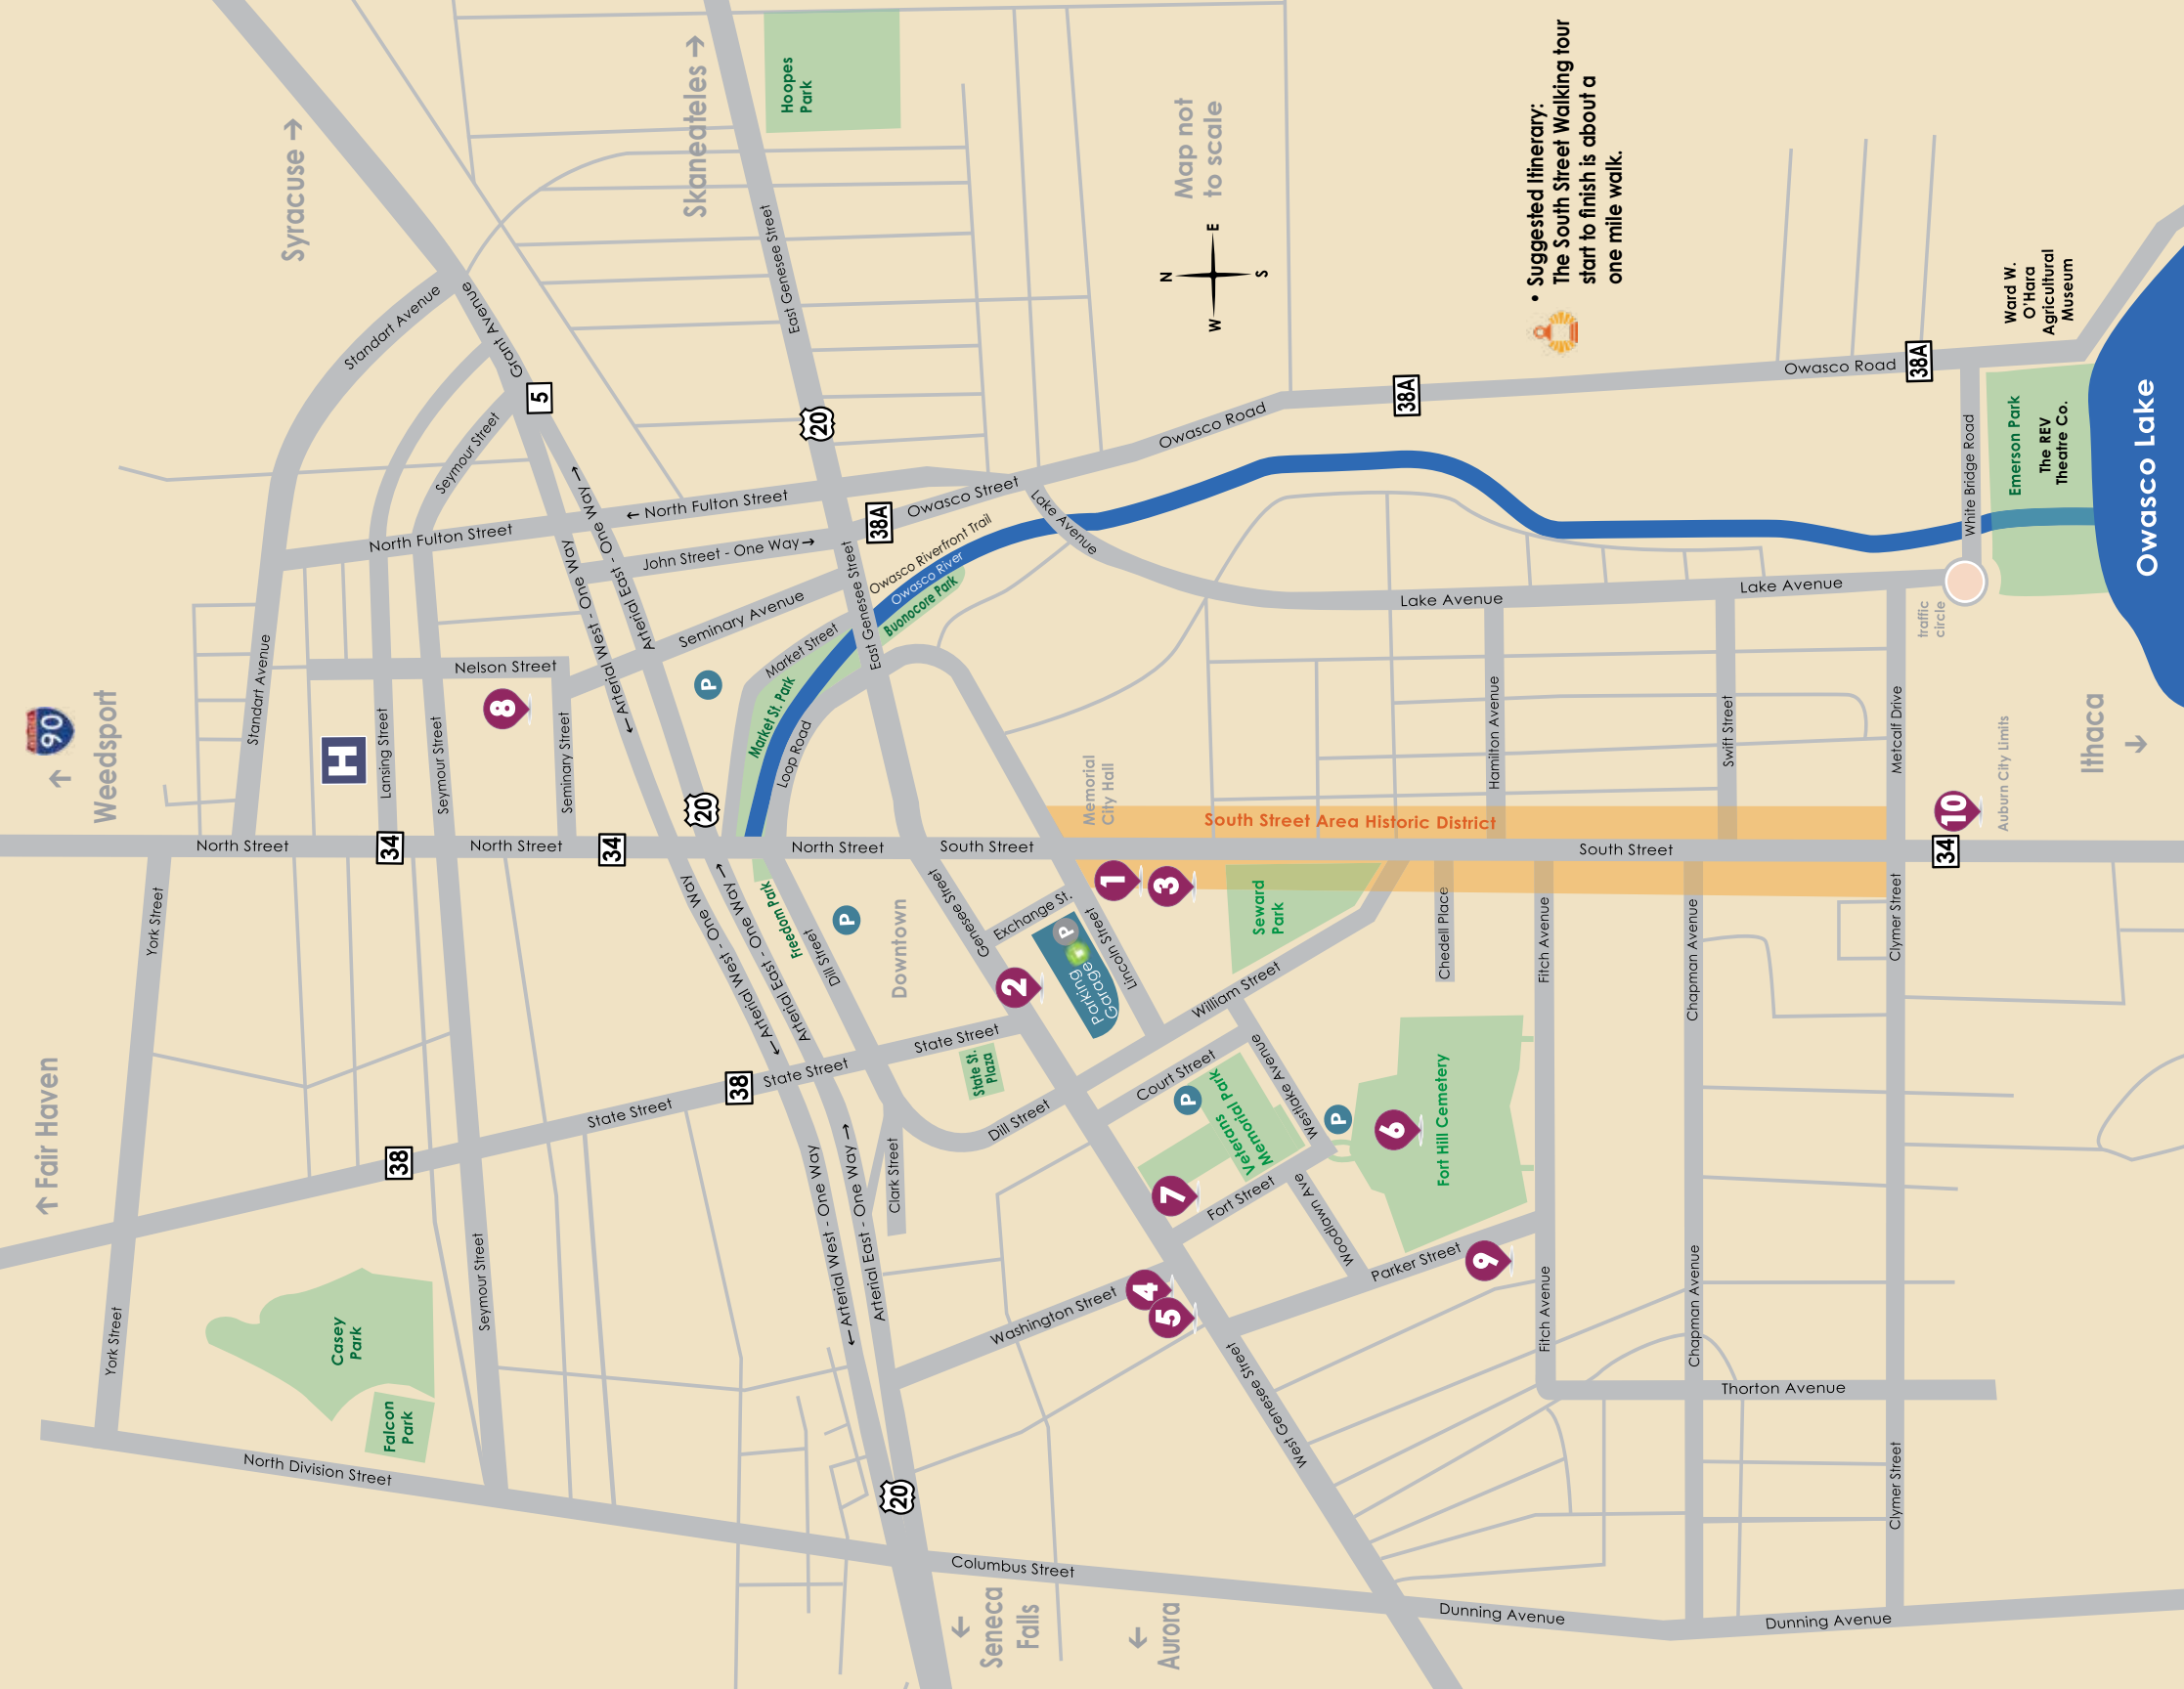 Syracuse →
Skaneateles →
Hoopes
Park
Map not
to scale
N
E
S
W
• Suggested Itinerary:
The South Street Walking tour
start to finish is about a
one mile walk.
Standart Avenue
Grant Avenue
5
Seymour Street
North Fulton Street
← North Fulton Street
East Genesee Street
East Genesee Street
20
John Street - One Way →
← Arterial West - One Way
Arterial East - One Way →
38A
Owasco Street
Owasco Road
38A
Owasco Road
38A
Ward W.
O'Hara
Agricultural
Museum
Emerson Park
The REV
Theatre Co.
Owasco Lake
White Bridge Road
traffic
circle
Lake Avenue
Lake Avenue
Lake Avenue
Owasco Riverfront Trail
Owasco River
Buonocore Park
East Genesee Street
Seminary Avenue
Market Street
Market St. Park
Loop Road
P
Nelson Street
8
Standart Avenue
H
Lansing Street
Seymour Street
Seminary Street
90
←
Weedsport
20
Memorial
City Hall
South Street Area Historic District
Hamilton Avenue
Swift Street
Metcalf Drive
10
Auburn City Limits
Ithaca
→
North Street
34
North Street
34
North Street
South Street
South Street
34
York Street
← Arterial West - One Way
Arterial East - One Way →
Freedom Park
Dill Street
P
Downtown
Genesee Street
Exchange St.
P
Parking
Garage
Lincoln Street
1
3
2
Seward
Park
William Street
Chedell Place
Fitch Avenue
Chapman Avenue
Clymer Street
← Fair Haven
38
State Street
38
State Street
State Street
State St.
Plaza
Dill Street
Court Street
P
Veterans
Memorial Park
Westlake Avenue
P
6
Fort Hill Cemetery
7
Fort Street
Woodlawn Ave
Parker Street
9
Clark Street
← Arterial West - One Way
Arterial East - One Way →
Washington Street
4
5
West Genesee Street
Fitch Avenue
Chapman Avenue
Thorton Avenue
Clymer Street
York Street
Casey
Park
Falcon
Park
Seymour Street
North Division Street
20
Columbus Street
←
Seneca
Falls
←
Aurora
Dunning Avenue
Dunning Avenue